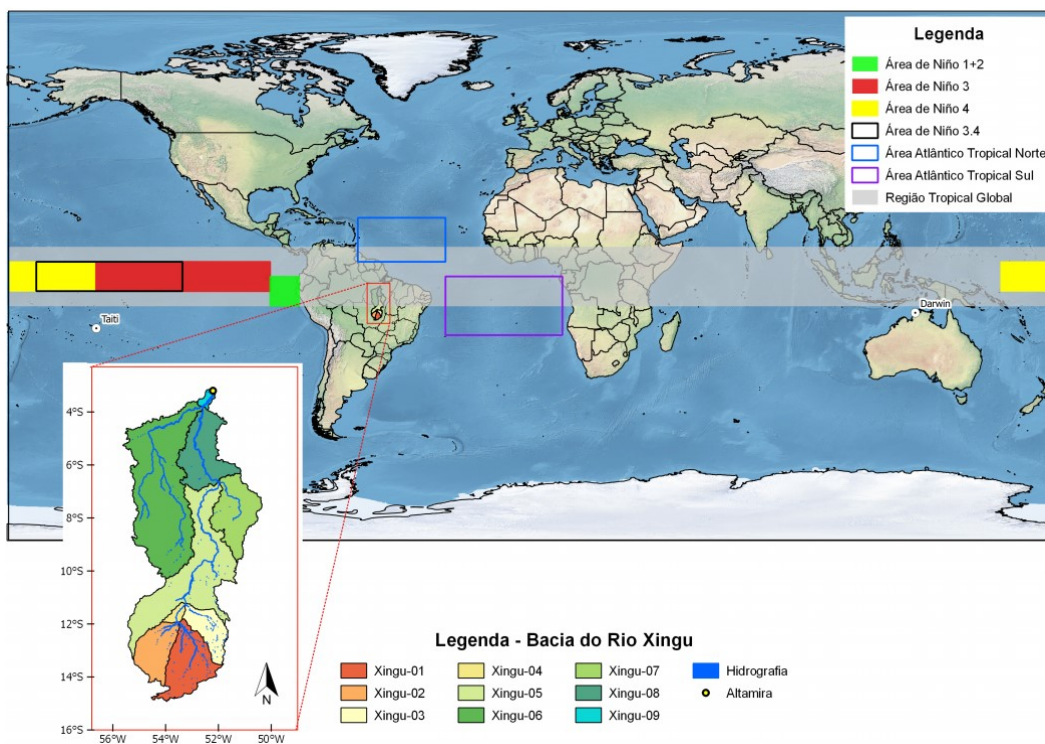 Legenda
Área de Niño 1+2
Área de Niño 3
Área de Niño 4
Área de Niño 3.4
Área Atlântico Tropical Norte
Área Atlântico Tropical Sul
Região Tropical Global
Taiti
Darwin
4°S
6°S
8°S
10°S
12°S
14°S
16°S
56°W 54°W 52°W 50°W
N
Legenda - Bacia do Rio Xingu
Xingu-01 Xingu-04 Xingu-07 Hidrografia
Xingu-02 Xingu-05 Xingu-08 Altamira
Xingu-03 Xingu-06 Xingu-09